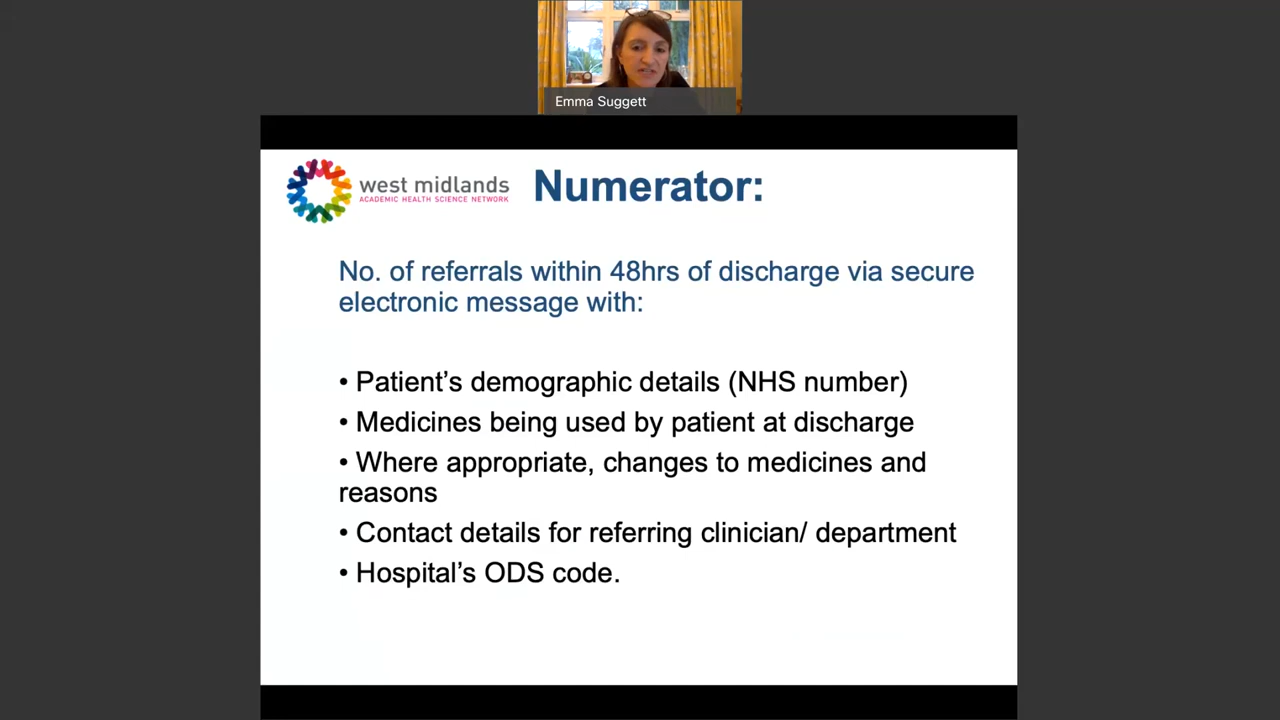 Emma Suggett
west midlands
ACADEMIC HEALTH SCIENCE NETWORK
Numerator:
No. of referrals within 48hrs of discharge via secure
electronic message with:
• Patient’s demographic details (NHS number)
• Medicines being used by patient at discharge
• Where appropriate, changes to medicines and
reasons
• Contact details for referring clinician/ department
• Hospital’s ODS code.